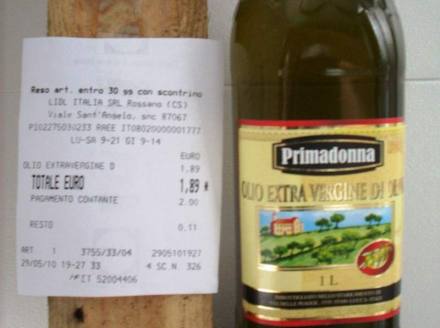 Reso art. entro 30 gg con scontrino
LIDL ITALIA SRL Rossano (CS)
Viale Sant'Angelo, snc 87067
P102275030233 RAEE IT08020000001777
LU-SA 9-21 GI 9-14
EURO
OLIO EXTRAVERGINE D 1,89
TOTALE EURO 1,89
PAGAMENTO CONTANTE 2.00
RESTO 0.11
ART 1 3755/33/04 2905101927
29/05/10 19-27 33 4 SC.N. 326
ET S2004406
Primadonna
OLIO EXTRA VERGINE DI
1 L